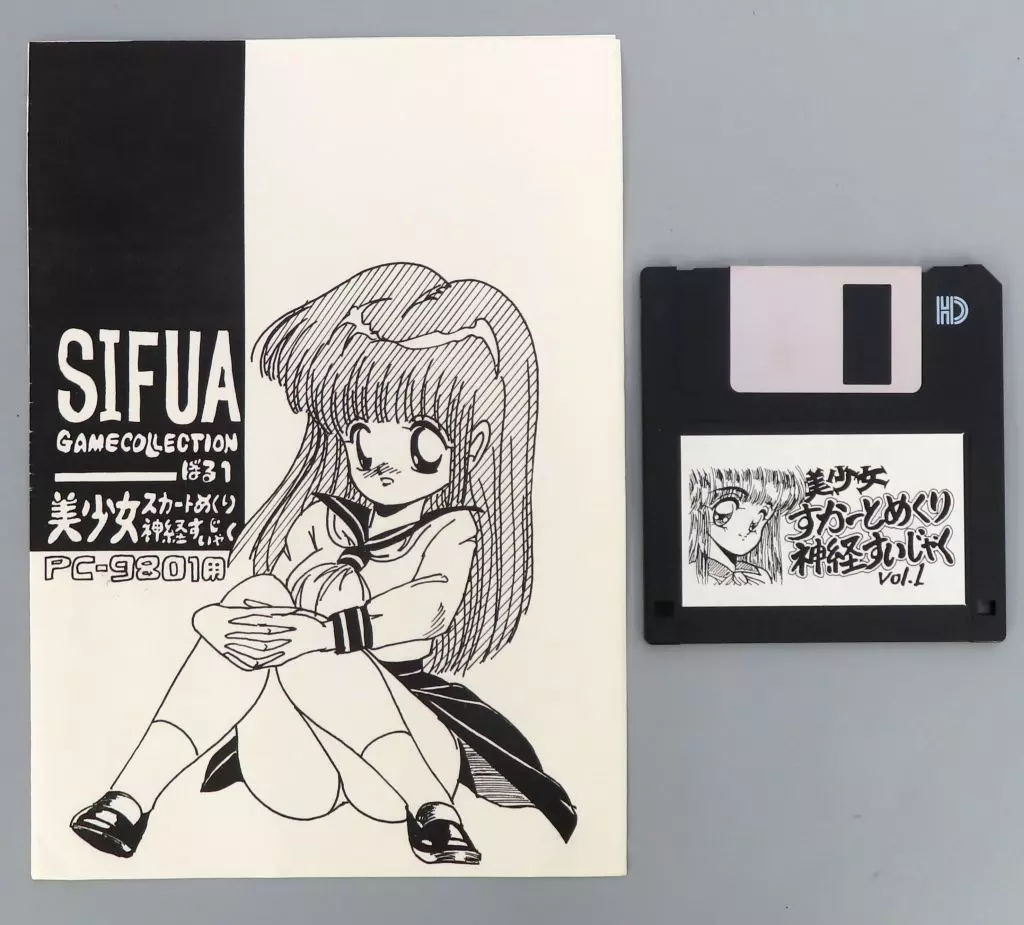 SIFUA
GAMECOLLECTION
ばる1
美少女スカートめくり
神経すいじゃく
PC-9801用
HD
美少女
すかーとめくり
神経すいじゃく
vol.1